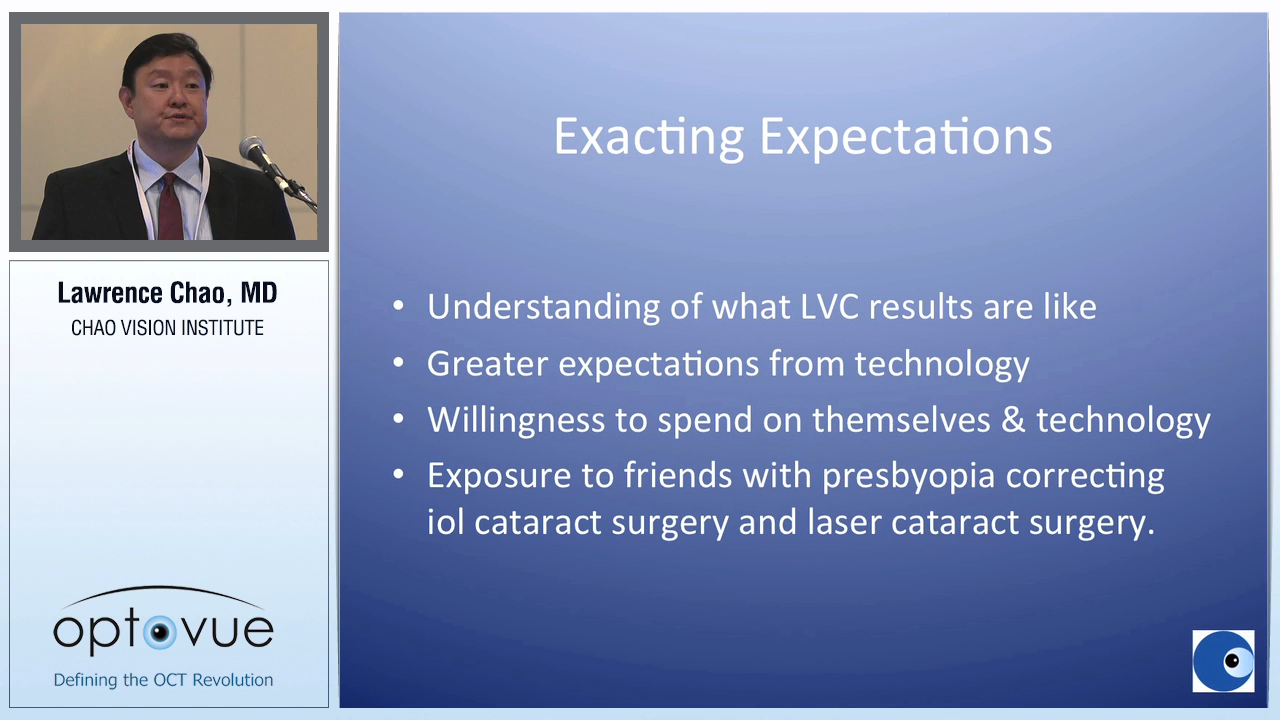 Lawrence Chao, MD
CHAO VISION INSTITUTE
optovue
Defining the OCT Revolution
Exacting Expectations
• Understanding of what LVC results are like
• Greater expectations from technology
• Willingness to spend on themselves & technology
• Exposure to friends with presbyopia correcting
iol cataract surgery and laser cataract surgery.